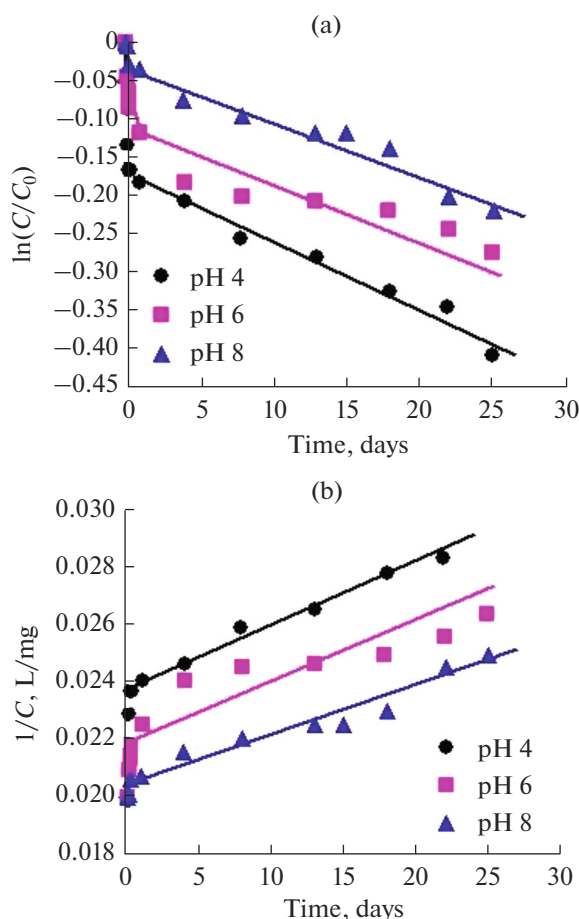 (a)
0
−0.05
−0.10
−0.15
−0.20
−0.25
−0.30
−0.35
−0.40
−0.45
ln(C/C₀)
pH 4
pH 6
pH 8
0
5
10
15
20
25
30
Time, days
(b)
0.030
0.028
0.026
0.024
0.022
0.020
0.018
1/C, L/mg
pH 4
pH 6
pH 8
0
5
10
15
20
25
30
Time, days